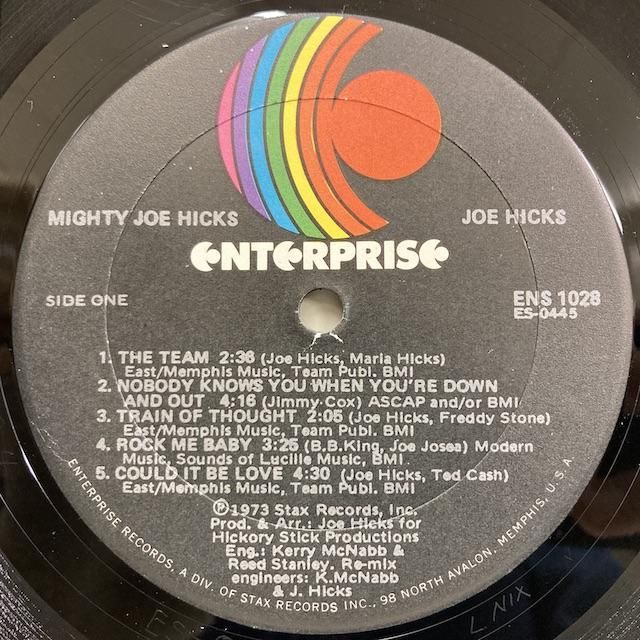 MIGHTY JOE HICKS
JOE HICKS
ENTERPRISE
SIDE ONE
ENS 1028
ES-0445
1. THE TEAM 2:36 (Joe Hicks, Maria Hicks)
East/Memphis Music, Team Publ. BMI
2. NOBODY KNOWS YOU WHEN YOU'RE DOWN
AND OUT 4:16 (Jimmy Cox) ASCAP and/or BMI
3. TRAIN OF THOUGHT 2:05 (Joe Hicks, Freddy Stone)
East/Memphis Music, Team Publ. BMI
4. ROCK ME BABY 3:25 (B.B.King, Joe Josea) Modern
Music, Sounds of Lucille Music, BMI
5. COULD IT BE LOVE 4:30 (Joe Hicks, Ted Cash)
East/Memphis Music, Team Publ. BMI
Ⓟ1973 Stax Records, Inc.
Prod. & Arr.: Joe Hicks for
Hickory Stick Productions
Eng.: Kerry McNabb &
Reed Stanley. Re-mix
engineers: K.McNabb
& J. Hicks
ENTERPRISE RECORDS, A DIV. OF STAX RECORDS INC., 98 NORTH AVALON, MEMPHIS, U.S.A.
L. NIX